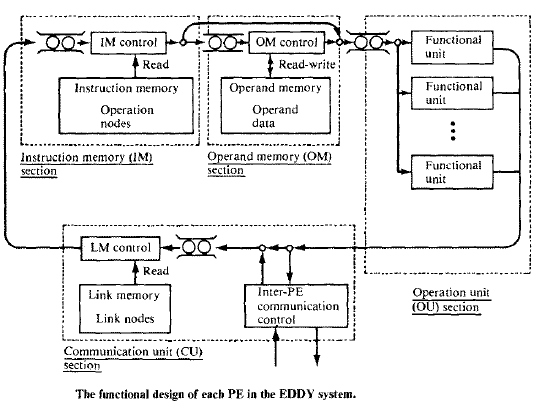 IM control
Read
Instruction memory
Operation
nodes
Instruction memory (IM)
section
OM control
Read-write
Operand memory
Operand
data
Operand memory (OM)
section
Functional
unit
Functional
unit
Functional
unit
Operation unit
(OU) section
LM control
Read
Link memory
Link nodes
Inter-PE
communication
control
Communication unit (CU)
section
The functional design of each PE in the EDDY system.